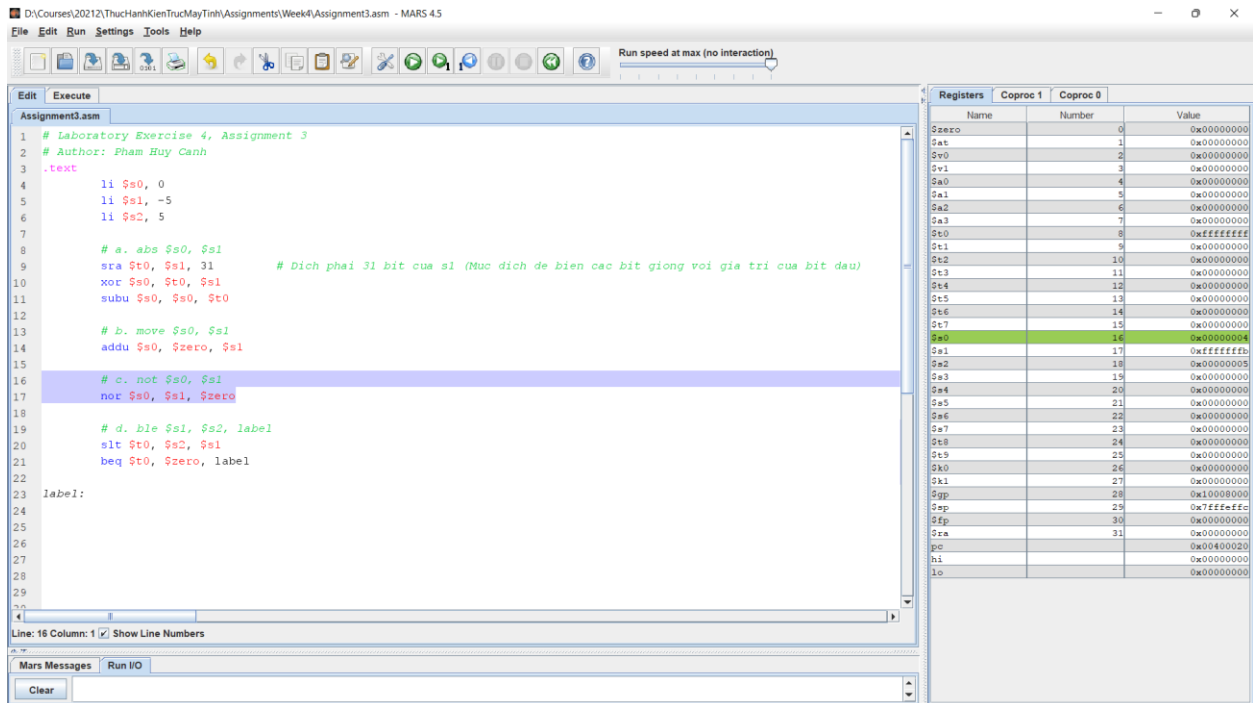 D:\Courses\20212\ThucHanhKienTrucMayTinh\Assignments\Week4\Assignment3.asm - MARS 4.5
File Edit Run Settings Tools Help
Run speed at max (no interaction)
Edit Execute
Assignment3.asm
1 # Laboratory Exercise 4, Assignment 3
2 # Author: Pham Huy Canh
3 .text
4 li $s0, 0
5 li $s1, -5
6 li $s2, 5
7
8 # a. abs $s0, $s1
9 sra $t0, $s1, 31 # Dich phai 31 bit cua s1 (Muc dich de bien cac bit giong voi gia tri cua bit dau)
10 xor $s0, $t0, $s1
11 subu $s0, $s0, $t0
12
13 # b. move $s0, $s1
14 addu $s0, $zero, $s1
15
16 # c. not $s0, $s1
17 nor $s0, $s1, $zero
18
19 # d. ble $s1, $s2, label
20 slt $t0, $s2, $s1
21 beq $t0, $zero, label
22
23 label:
24
25
26
27
28
29
Line: 16 Column: 1 Show Line Numbers
Mars Messages Run I/O
Clear
Registers Coproc 1 Coproc 0
Name Number Value
$zero 0 0x00000000
$at 1 0x00000000
$v0 2 0x00000000
$v1 3 0x00000000
$a0 4 0x00000000
$a1 5 0x00000000
$a2 6 0x00000000
$a3 7 0x00000000
$t0 8 0xffffffff
$t1 9 0x00000000
$t2 10 0x00000000
$t3 11 0x00000000
$t4 12 0x00000000
$t5 13 0x00000000
$t6 14 0x00000000
$t7 15 0x00000000
$s0 16 0x00000004
$s1 17 0xfffffffb
$s2 18 0x00000005
$s3 19 0x00000000
$s4 20 0x00000000
$s5 21 0x00000000
$s6 22 0x00000000
$s7 23 0x00000000
$t8 24 0x00000000
$t9 25 0x00000000
$k0 26 0x00000000
$k1 27 0x00000000
$gp 28 0x10008000
$sp 29 0x7fffeffc
$fp 30 0x00000000
$ra 31 0x00000000
pc 0x00400020
hi 0x00000000
lo 0x00000000